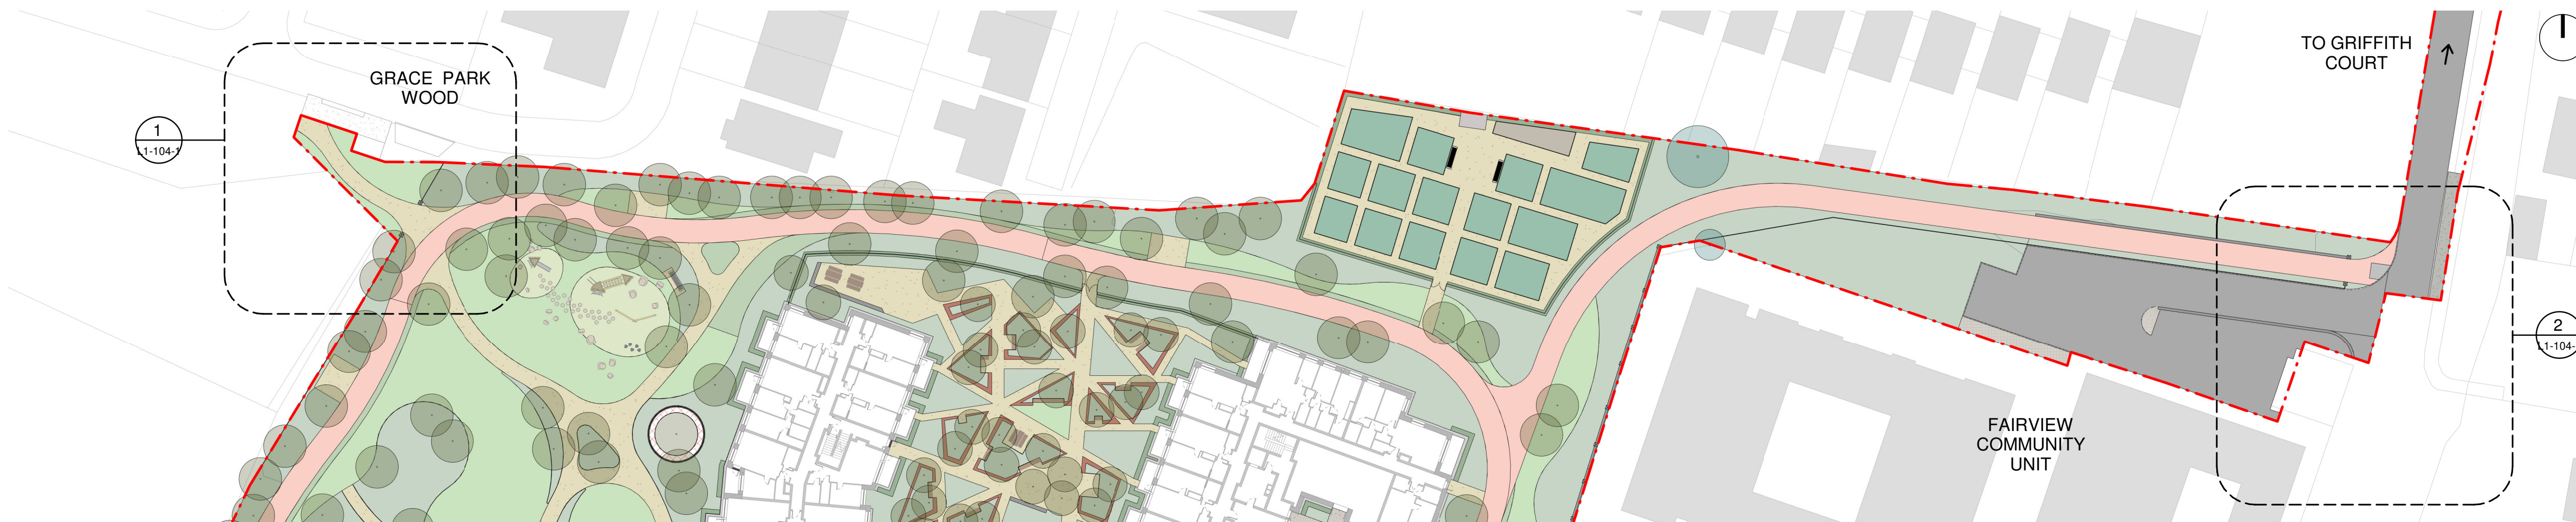 GRACE PARK
WOOD
1
L1-104-1
TO GRIFFITH
COURT
FAIRVIEW
COMMUNITY
UNIT
2
L1-104-